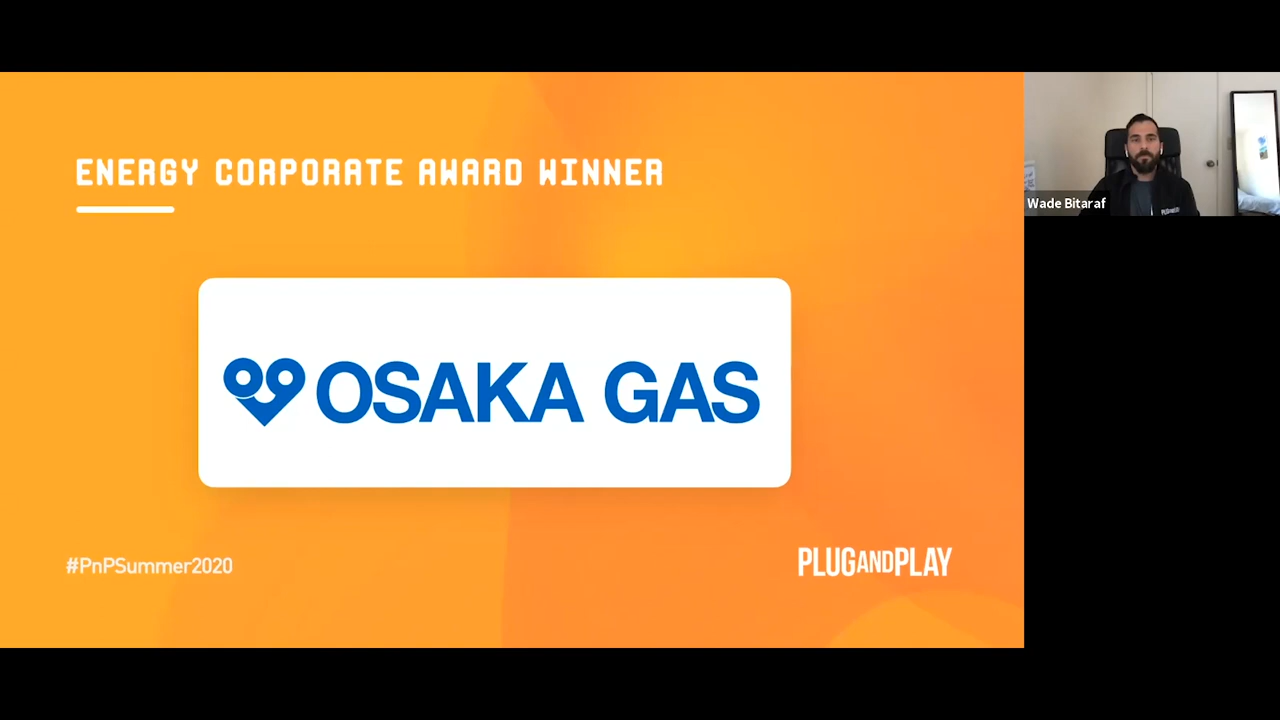 ENERGY CORPORATE AWARD WINNER
OSAKA GAS
#PnPSummer2020
PLUGANDPLAY
Wade Bitaraf